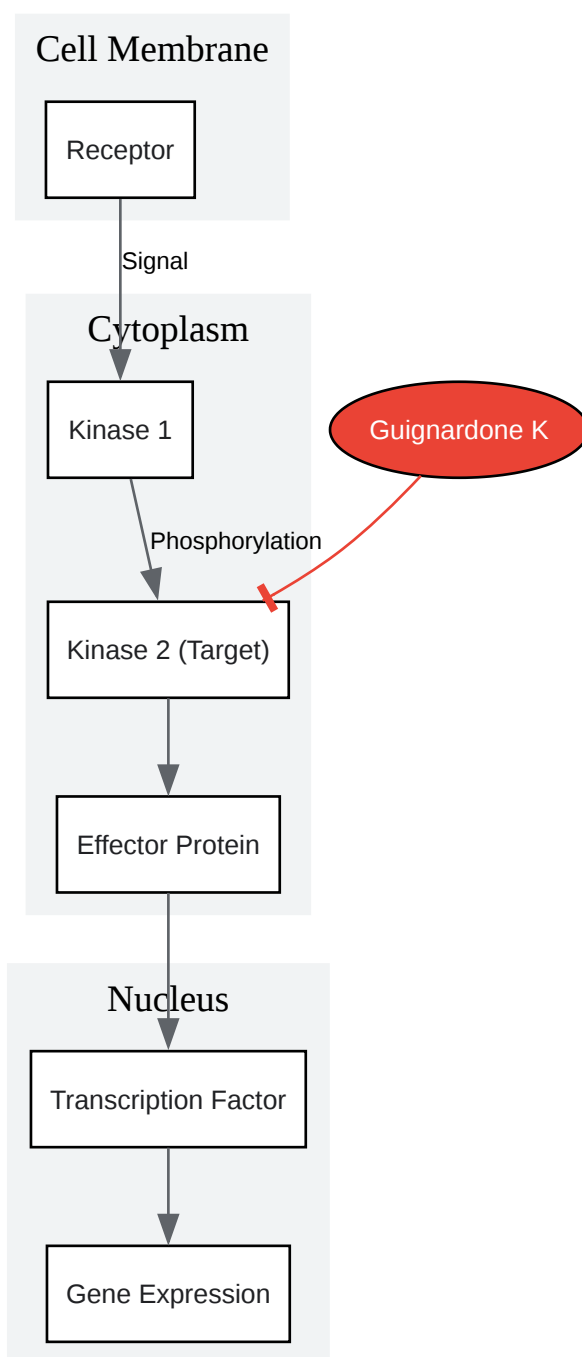 Cell Membrane
Receptor
Signal
Cytoplasm
Kinase 1
Guignardone K
Phosphorylation
Kinase 2 (Target)
Effector Protein
Nucleus
Transcription Factor
Gene Expression